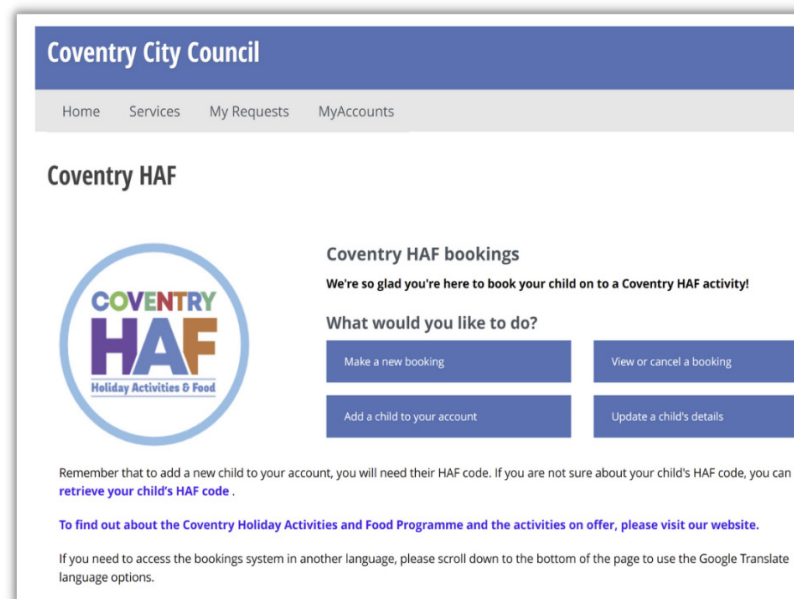 Coventry City Council
Home Services My Requests MyAccounts
Coventry HAF
COVENTRY
HAF
Holiday Activities & Food
Coventry HAF bookings
We're so glad you're here to book your child on to a Coventry HAF activity!
What would you like to do?
Make a new booking
View or cancel a booking
Add a child to your account
Update a child's details
Remember that to add a new child to your account, you will need their HAF code. If you are not sure about your child's HAF code, you can
retrieve your child’s HAF code .
To find out about the Coventry Holiday Activities and Food Programme and the activities on offer, please visit our website.
If you need to access the bookings system in another language, please scroll down to the bottom of the page to use the Google Translate
language options.